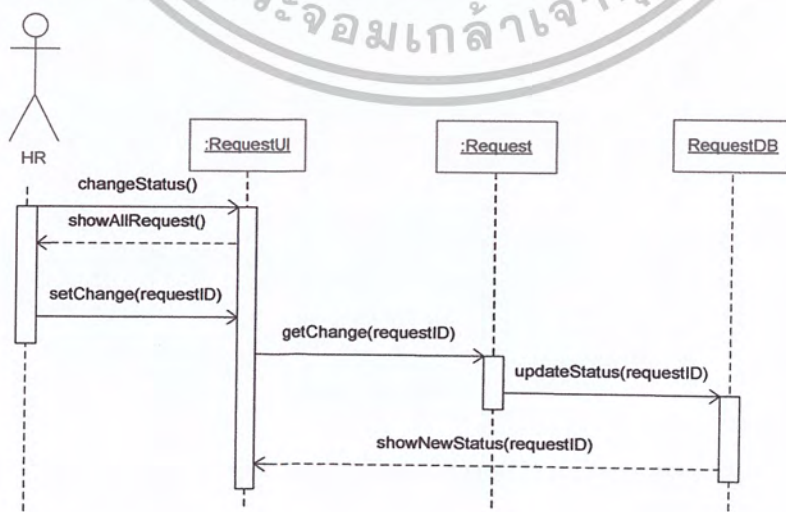 ระจอมเกล้าเจ้า
HR
:RequestUI
:Request
RequestDB
changeStatus()
showAllRequest()
setChange(requestID)
getChange(requestID)
updateStatus(requestID)
showNewStatus(requestID)